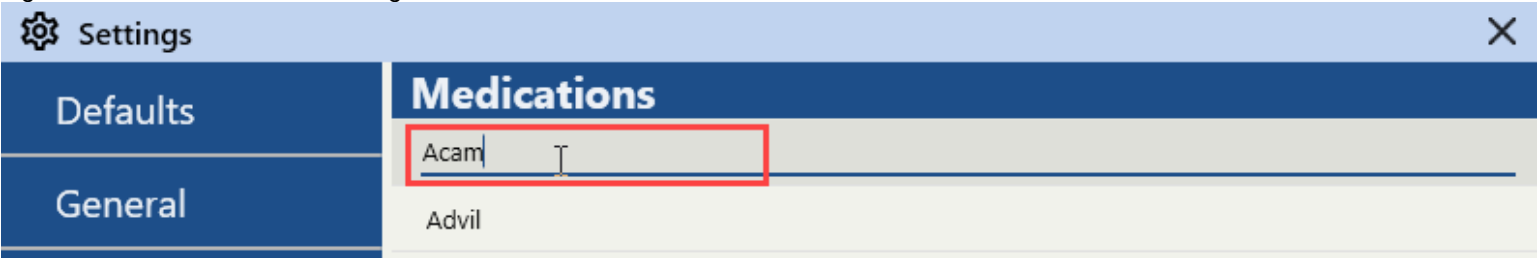 Settings
Defaults
General
Medications
Acam
Advil